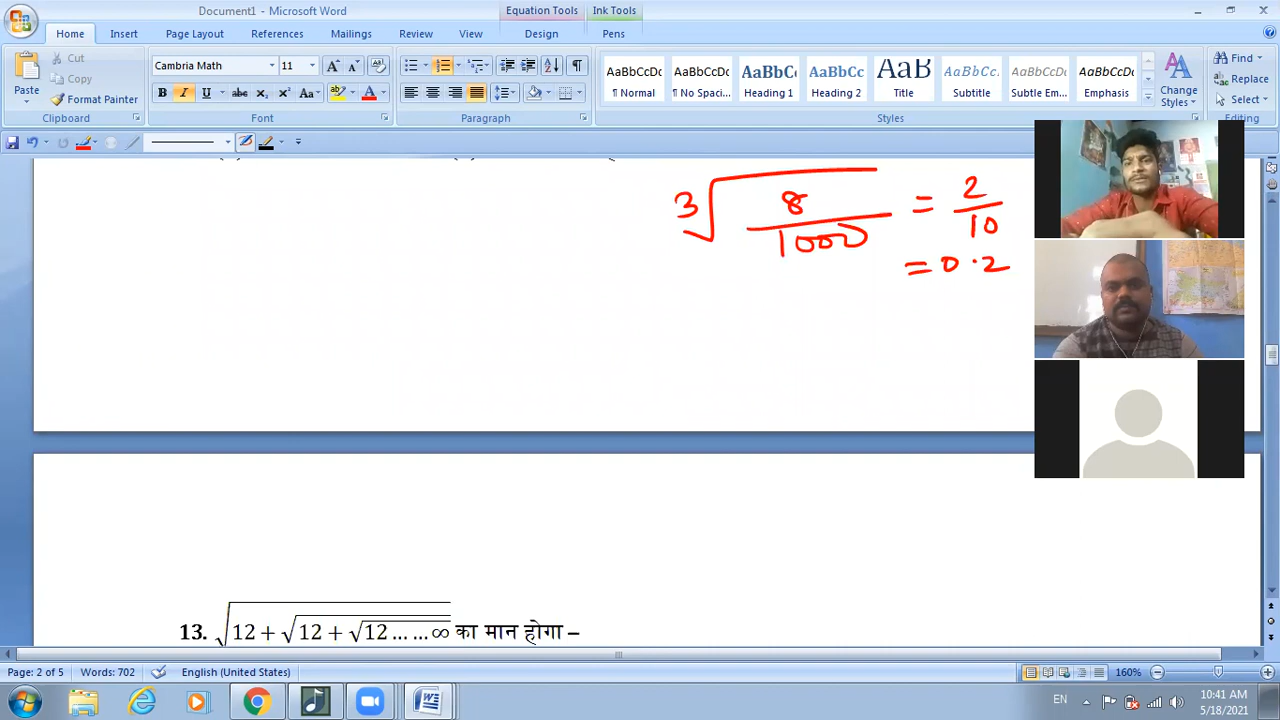 Document1 - Microsoft Word
Equation Tools
Ink Tools
Home
Insert
Page Layout
References
Mailings
Review
View
Design
Pens
Cut
Copy
Format Painter
Paste
Clipboard
Cambria Math
11
Font
Paragraph
AaBbCcDc
¶ Normal
AaBbCcDc
¶ No Spaci...
AaBbCc
Heading 1
AaBbCc
Heading 2
AaB
Title
AaBbCc.
Subtitle
AaBbCcDc
Subtle Em...
AaBbCcDc
Emphasis
Change
Styles
Styles
Find
Replace
Select
Editing
3√(8/1000) = 2/10
= 0.2
13. √(12 + √(12 + √(12 ... ... ∞))) का मान होगा –
Page: 2 of 5
Words: 702
English (United States)
160%
EN
10:41 AM
5/18/2021